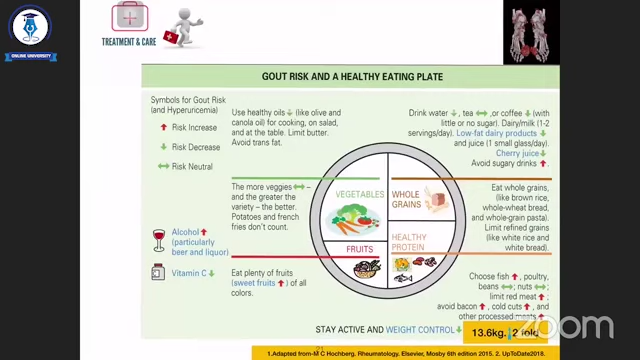 ONLINE UNIVERSITY
TREATMENT & CARE
GOUT RISK AND A HEALTHY EATING PLATE
Symbols for Gout Risk
(and Hyperuricemia)
↑ Risk Increase
↓ Risk Decrease
↔ Risk Neutral
Alcohol ↑
(particularly
beer and liquor)
Vitamin C ↓
Use healthy oils ↓ (like olive and
canola oil) for cooking, on salad,
and at the table. Limit butter.
Avoid trans fat.
The more veggies ↔ –
and the greater the
variety – the better.
Potatoes and french
fries don't count.
Eat plenty of fruits
(sweet fruits ↑) of all
colors.
VEGETABLES
FRUITS
WHOLE
GRAINS
HEALTHY
PROTEIN
Drink water ↓, tea ↔, or coffee ↓ (with
little or no sugar). Dairy/milk (1-2
servings/day). Low-fat dairy products ↓
and juice (1 small glass/day).
Cherry juice ↓
Avoid sugar drinks ↑.
Eat whole grains,
(like brown rice,
whole-wheat bread,
and whole-grain pasta).
Limit refined grains
(like white rice and
white bread).
Choose fish ↑, poultry,
beans ↔; nuts ↔;
limit red meat ↑;
avoid bacon ↑, cold cuts ↑, and
other processed meats ↑
STAY ACTIVE and WEIGHT CONTROL ↓
13.6kg. ↓2 fold
zoom
1.Adapted from-M C Hochberg. Rheumatology. Elsevier, Mosby 6th edition 2015. 2. UpToDate2018.